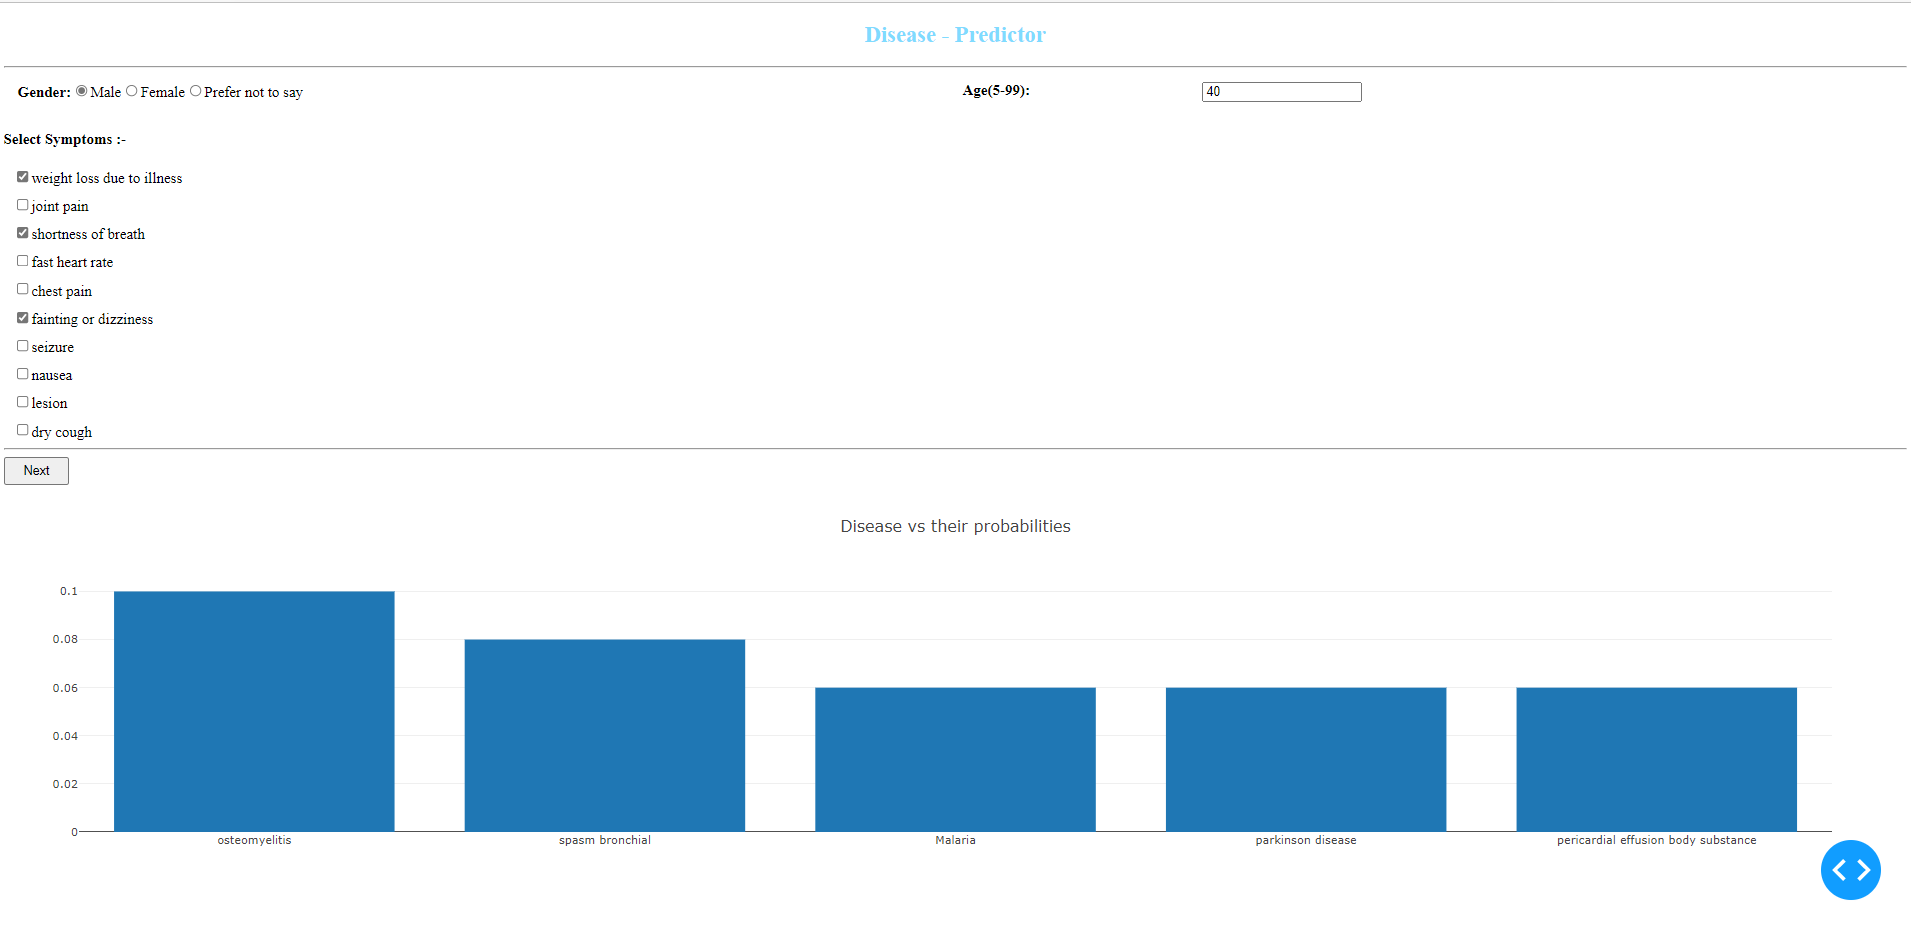 Disease - Predictor
Gender: Male Female Prefer not to say Age(5-99): 40
Select Symptoms :-
weight loss due to illness
joint pain
shortness of breath
fast heart rate
chest pain
fainting or dizziness
seizure
nausea
lesion
dry cough
Next
Disease vs their probabilities
0.1
0.08
0.06
0.04
0.02
0
osteomyelitis spasm bronchial Malaria parkinson disease pericardial effusion body substance